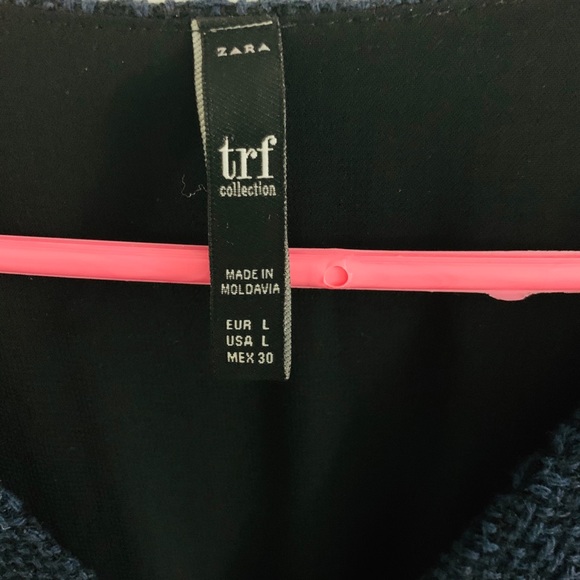 ZARA
trf
collection
MADE IN
MOLDAVIA
EUR L
USA L
MEX 30